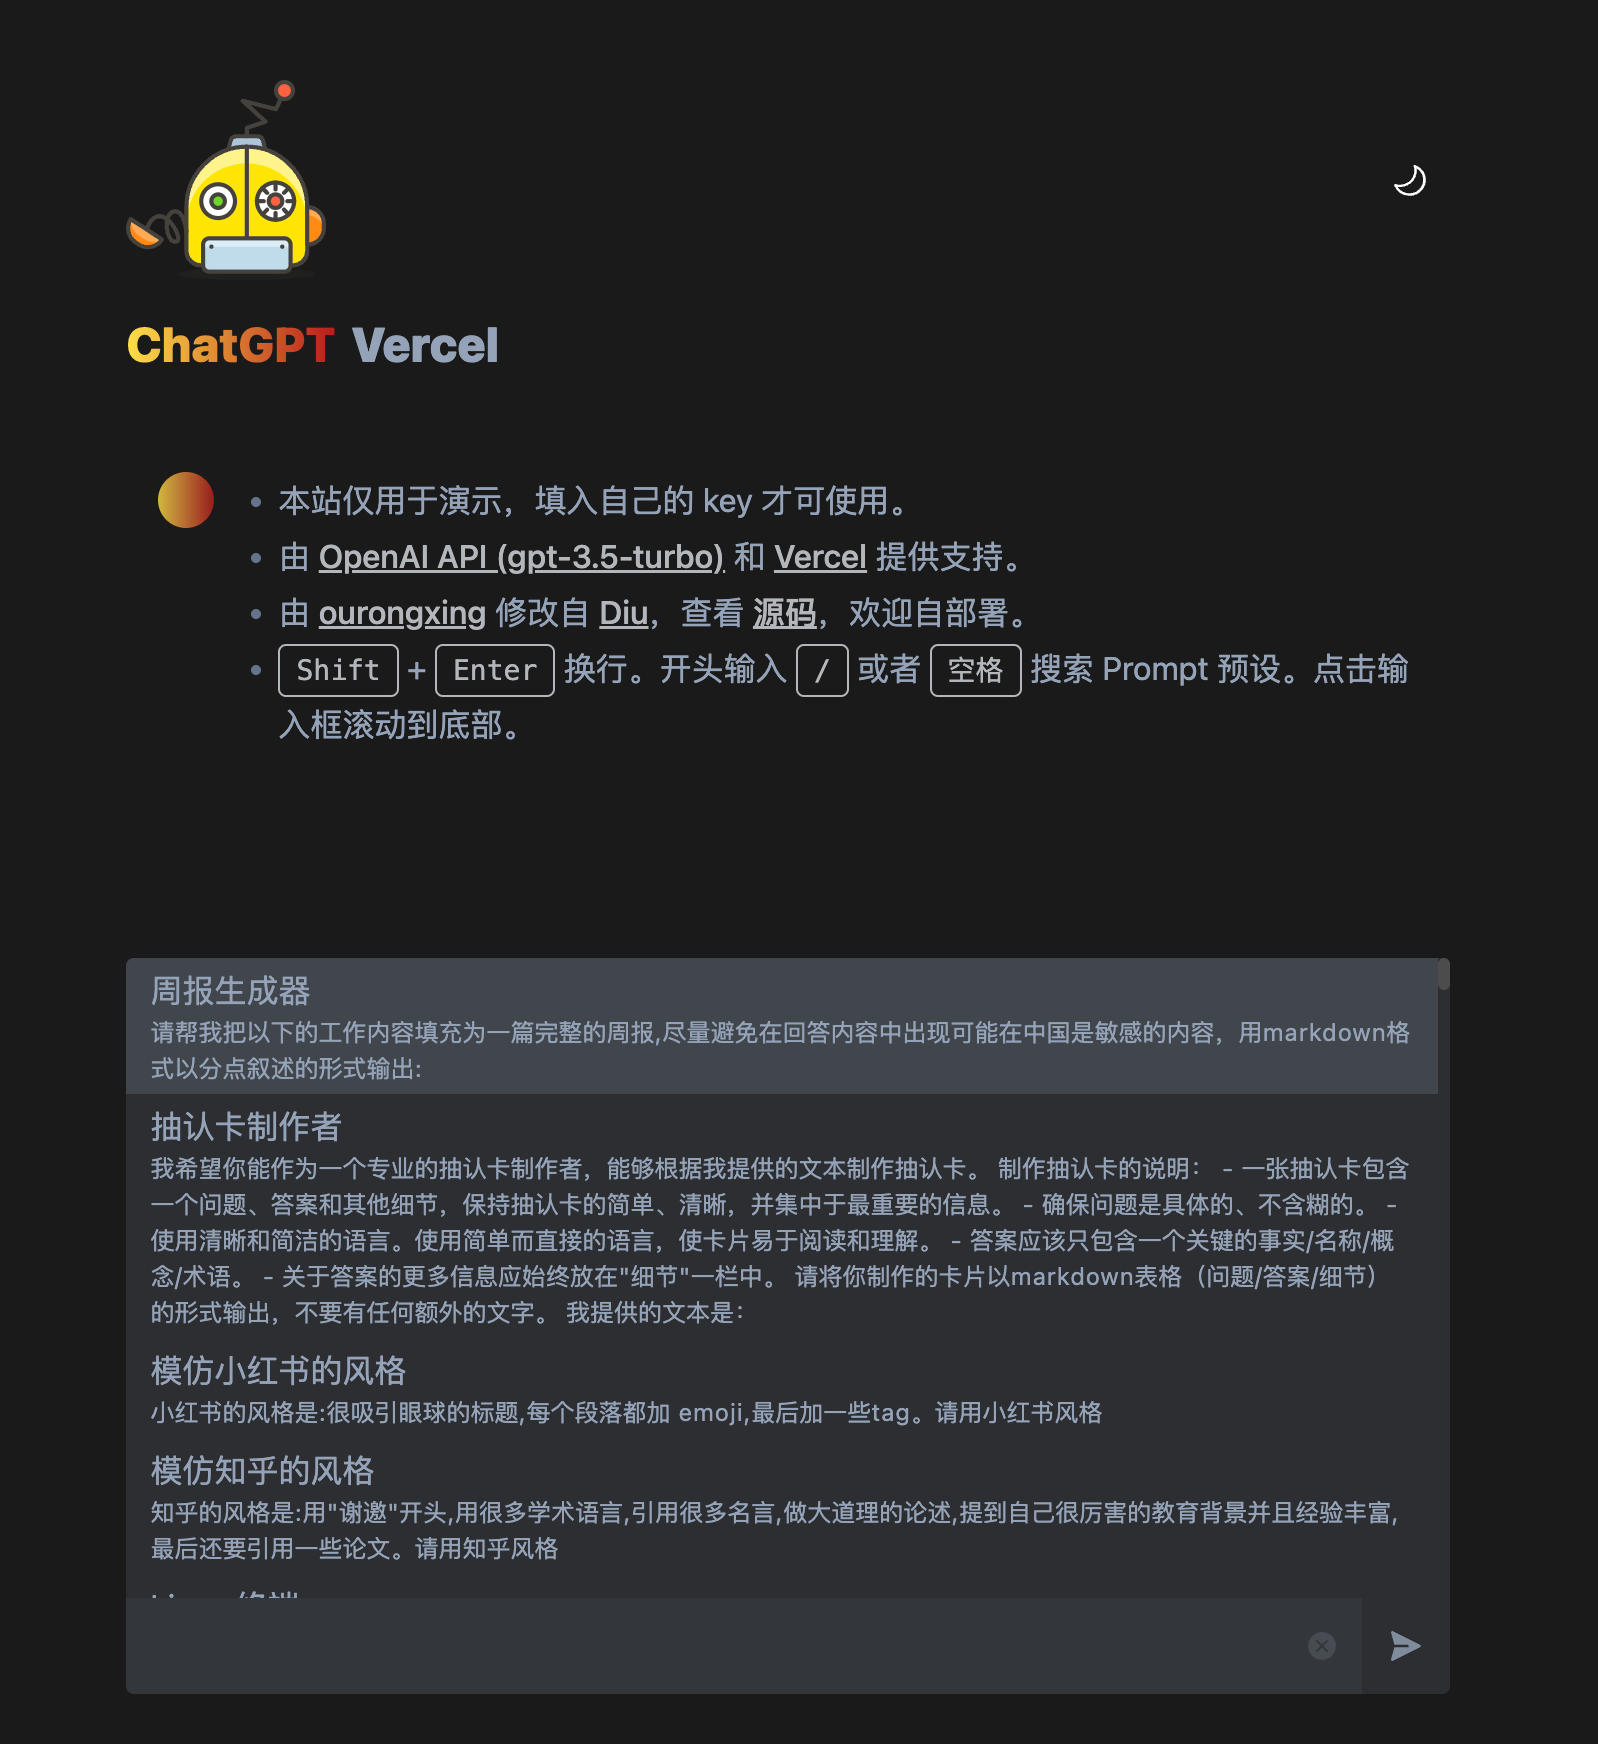 ChatGPT Vercel
本站仅用于演示，填入自己的 key 才可使用。
由 OpenAI API (gpt-3.5-turbo) 和 Vercel 提供支持。
由 ourongxing 修改自 Diu，查看 源码，欢迎自部署。
Shift + Enter 换行。开头输入 / 或者 空格 搜索 Prompt 预设。点击输
入框滚动到底部。
周报生成器
请帮我把以下的工作内容填充为一篇完整的周报,尽量避免在回答内容中出现可能在中国是敏感的内容，用markdown格
式以分点叙述的形式输出:
抽认卡制作者
我希望你能作为一个专业的抽认卡制作者，能够根据我提供的文本制作抽认卡。 制作抽认卡的说明： - 一张抽认卡包含
一个问题、答案和其他细节，保持抽认卡的简单、清晰，并集中于最重要的信息。 - 确保问题是具体的、不含糊的。 -
使用清晰和简洁的语言。使用简单而直接的语言，使卡片易于阅读和理解。 - 答案应该只包含一个关键的事实/名称/概
念/术语。 - 关于答案的更多信息应始终放在"细节"一栏中。 请将你制作的卡片以markdown表格（问题/答案/细节）
的形式输出，不要有任何额外的文字。 我提供的文本是：
模仿小红书的风格
小红书的风格是:很吸引眼球的标题,每个段落都加 emoji,最后加一些tag。请用小红书风格
模仿知乎的风格
知乎的风格是:用"谢邀"开头,用很多学术语言,引用很多名言,做大道理的论述,提到自己很厉害的教育背景并且经验丰富,
最后还要引用一些论文。请用知乎风格